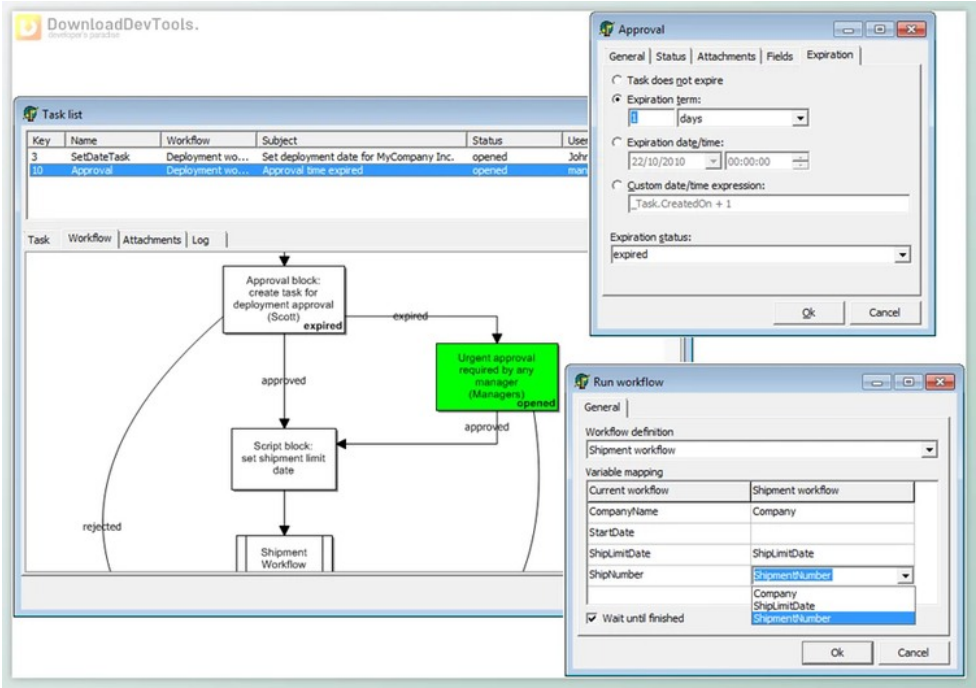 DownloadDevTools.
developer's paradise
Task list
Key Name Workflow Subject Status User
3 SetDateTask Deployment wo... Set deployment date for MyCompany Inc. opened John
10 Approval Deployment wo... Approval time expired opened man
Task Workflow Attachments Log
Approval block:
create task for
deployment approval
(Scott)
expired
expired
approved
Urgent approval
required by any
manager
(Managers)
opened
approved
Script block:
set shipment limit
date
rejected
Shipment
Workflow
Approval
General Status Attachments Fields Expiration
Task does not expire
Expiration term:
1 days
Expiration date/time:
22/10/2010 00:00:00
Custom date/time expression:
_Task.CreatedOn + 1
Expiration status:
expired
Ok Cancel
Run workflow
General
Workflow definition
Shipment workflow
Variable mapping
Current workflow Shipment workflow
CompanyName Company
StartDate
ShipLimitDate ShipLimitDate
ShipNumber ShipmentNumber
Company
ShipLimitDate
ShipmentNumber
Wait until finished
Ok Cancel